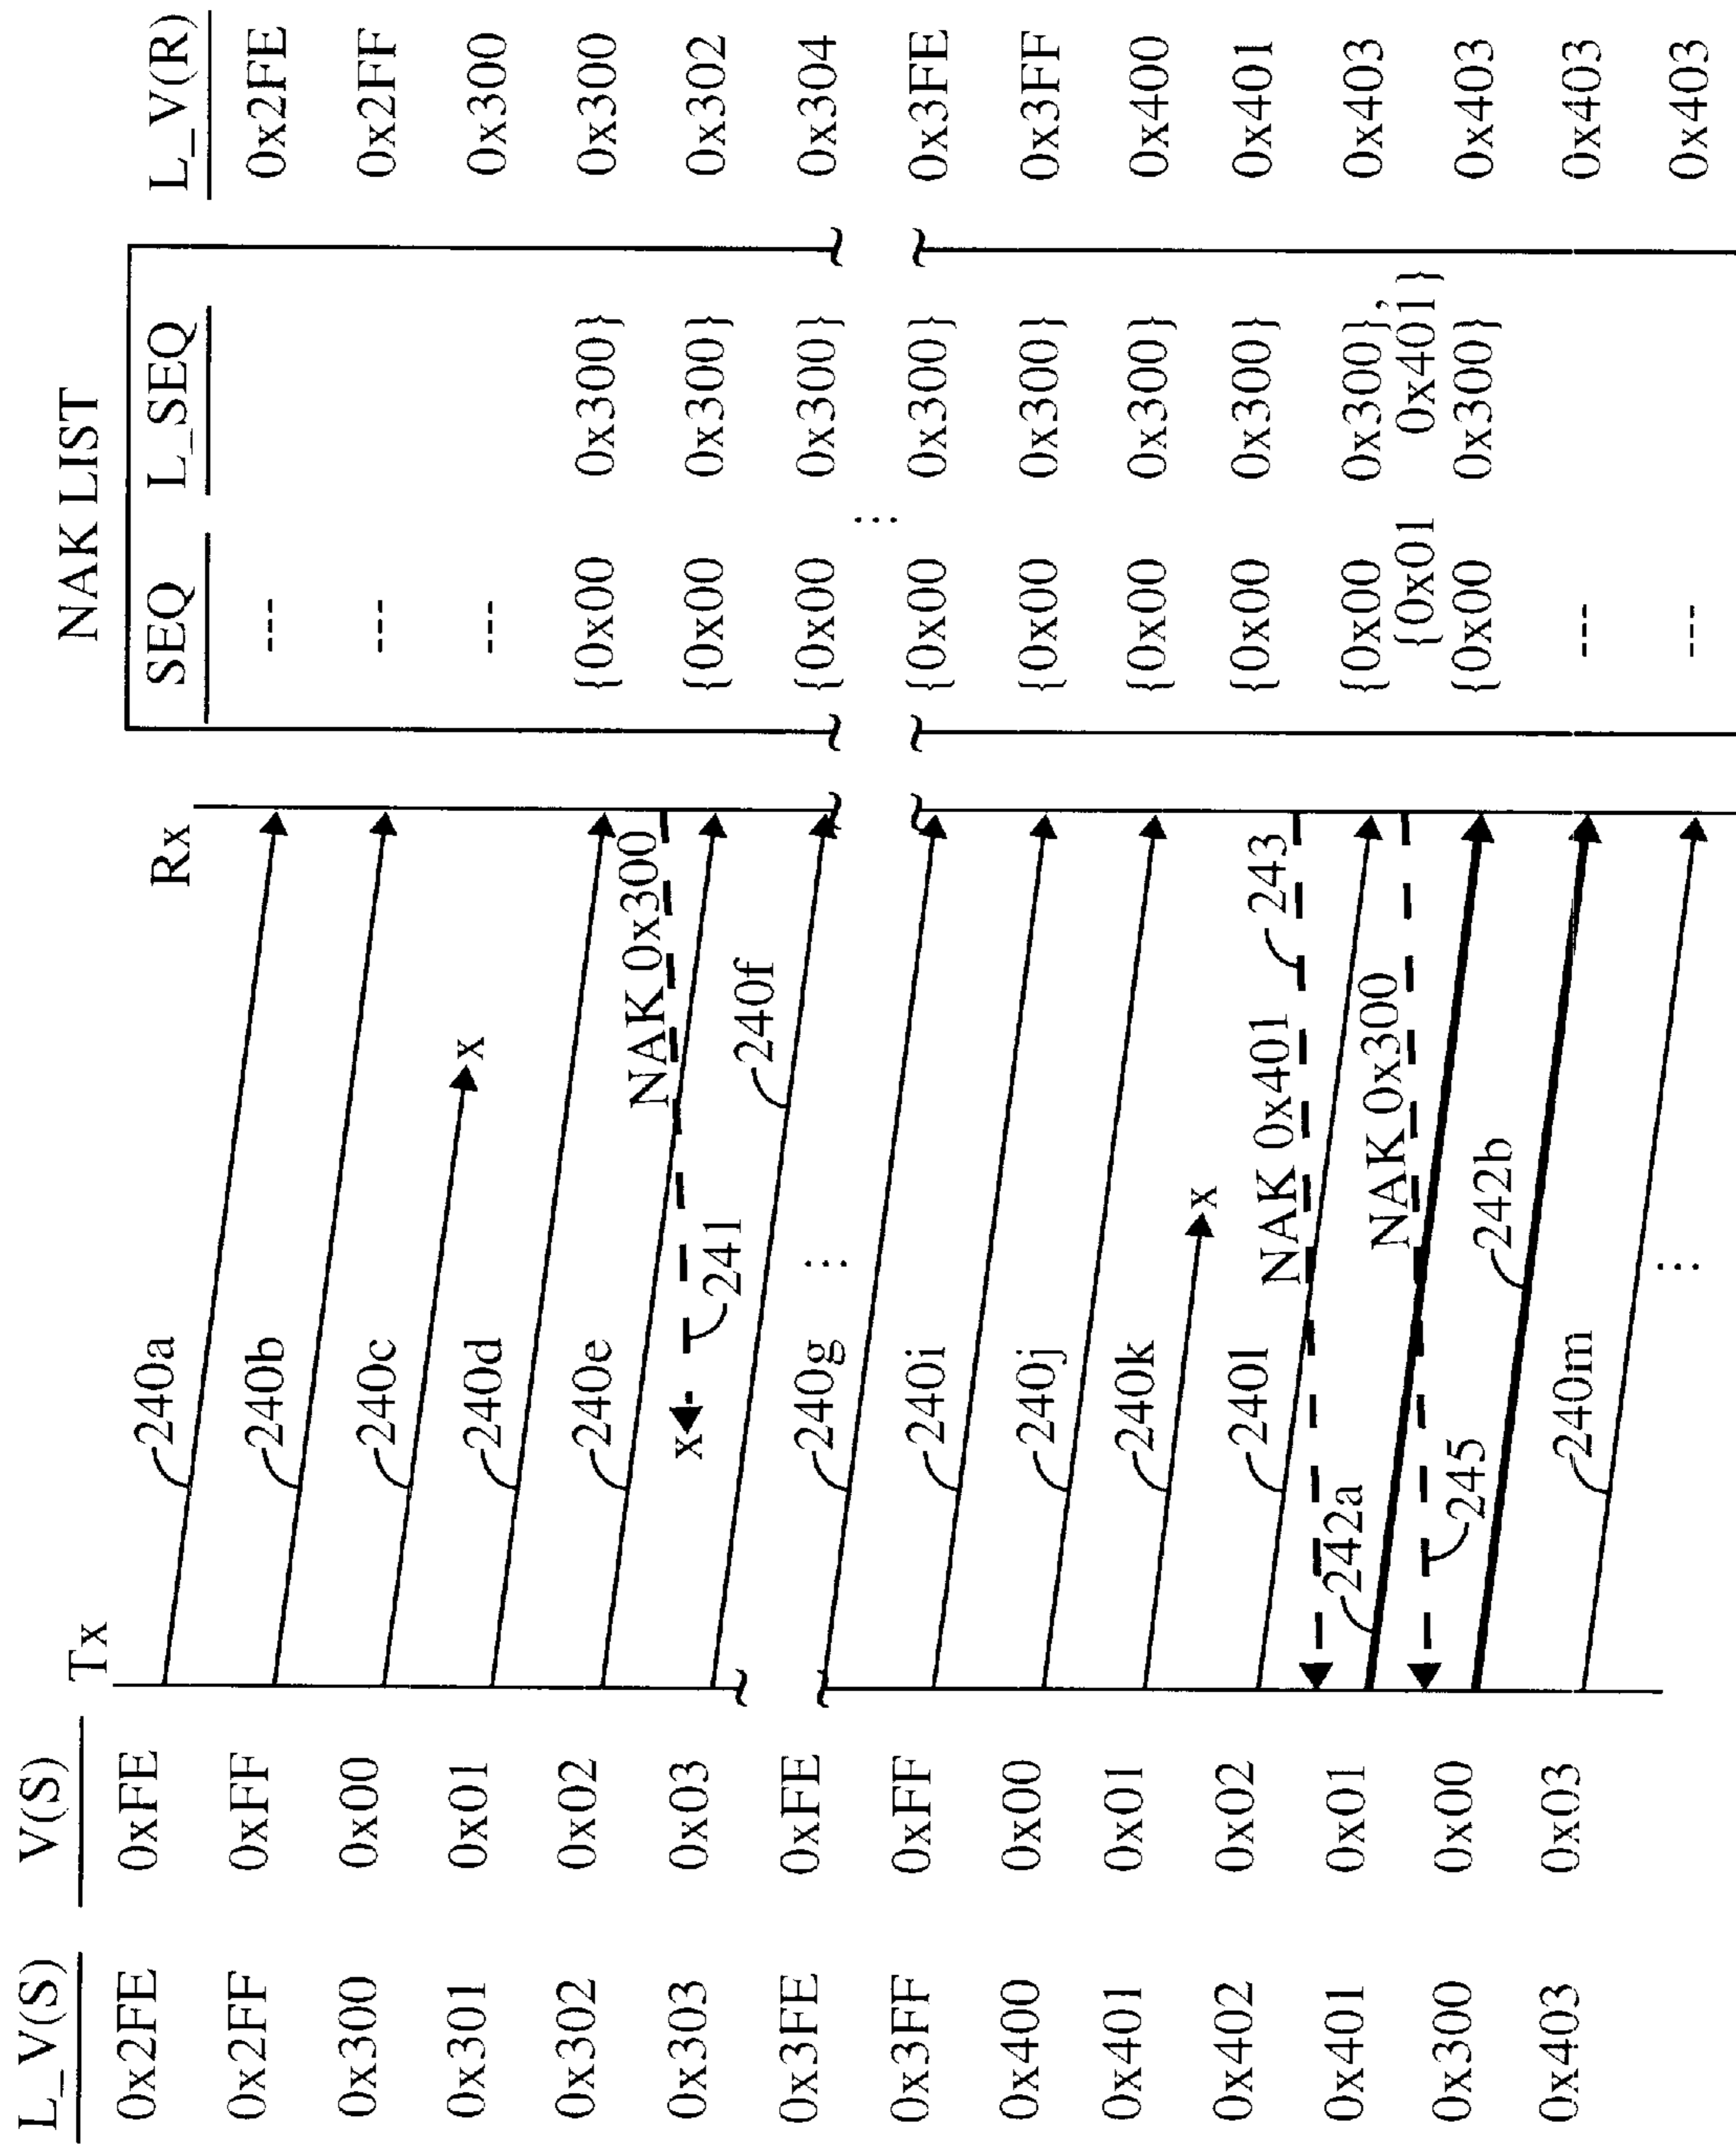 NAK LIST
L_V(S) V(S) Tx Rx SEQ L_SEQ L_V(R)
0x2FE 0xFE 240a --- 0x2FE
0x2FF 0xFF 240b --- 0x2FF
0x300 0x00 240c x --- 0x300
0x301 0x01 240d {0x00 0x300} 0x300
NAK 0x300
0x302 0x02 240e {0x00 0x300} 0x302
x 241
0x303 0x03 240f {0x00 0x300} 0x304
⋮ ⋮
0x3FE 0xFE 240g {0x00 0x300} 0x3FE
0x3FF 0xFF 240i {0x00 0x300} 0x3FF
0x400 0x00 240j {0x00 0x300} 0x400
0x401 0x01 240k x {0x00 0x300} 0x401
NAK 0x401 243
0x402 0x02 240l {0x00 0x300}, 0x403
{0x01 0x401}
NAK 0x300
0x401 0x01 242a {0x00 0x300} 0x403
245
0x300 0x00 242b --- 0x403
0x403 0x03 240m --- 0x403
⋮